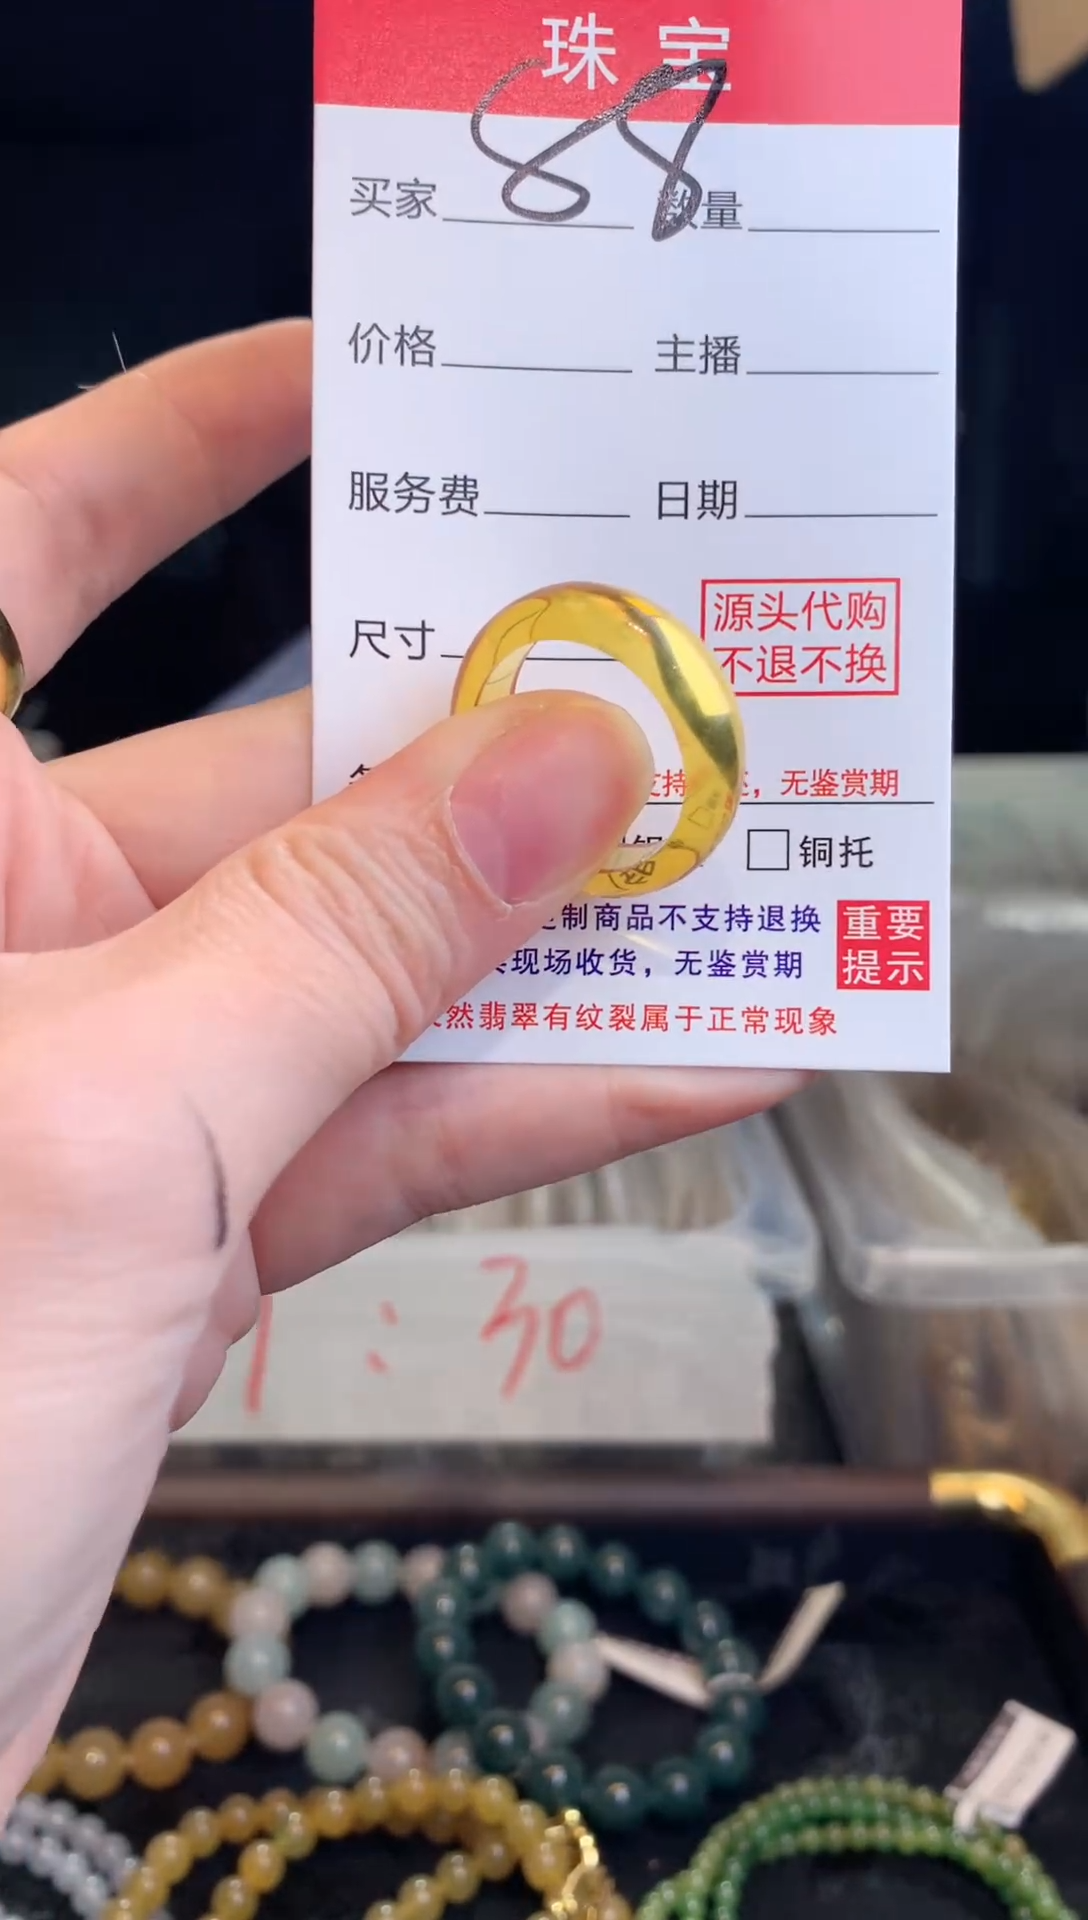 珠宝
88
买家 数量
价格 主播
服务费 日期
尺寸
源头代购
不退不换
支持 ，无鉴赏期
铜托
制商品不支持退换
现场收货，无鉴赏期
重要
提示
然翡翠有纹裂属于正常现象
1:30